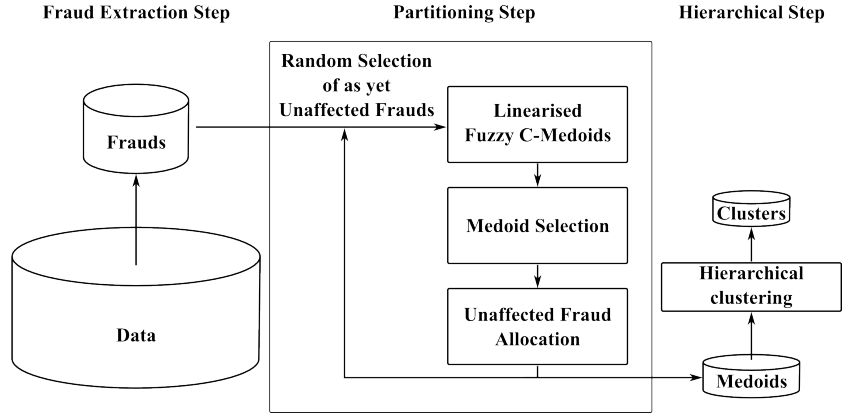 Fraud Extraction Step
Partitioning Step
Hierarchical Step
Random Selection
of as yet
Unaffected Frauds
Frauds
Data
Linearised
Fuzzy C-Medoids
Medoid Selection
Unaffected Fraud
Allocation
Clusters
Hierarchical
clustering
Medoids